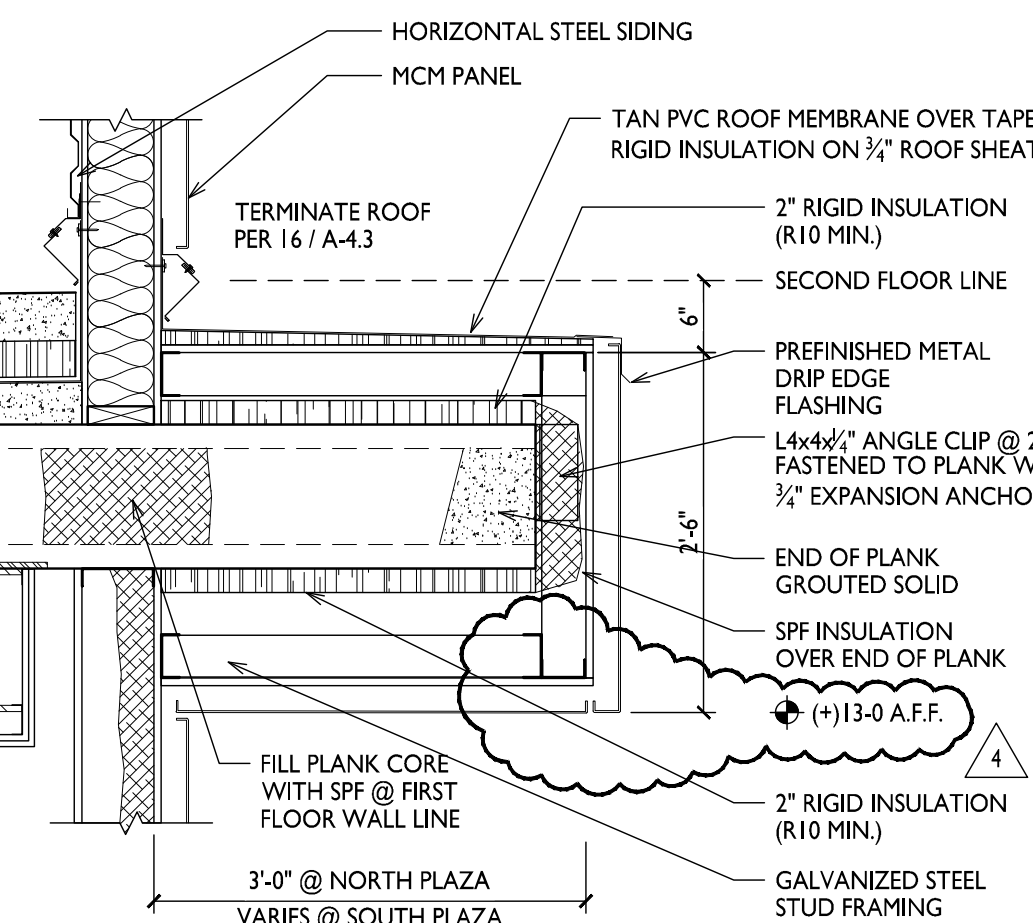 HORIZONTAL STEEL SIDING
MCM PANEL
TAN PVC ROOF MEMBRANE OVER TAPE
RIGID INSULATION ON ¾" ROOF SHEAT
TERMINATE ROOF
PER 16 / A-4.3
2" RIGID INSULATION
(R10 MIN.)
SECOND FLOOR LINE
6"
PREFINISHED METAL
DRIP EDGE
FLASHING
L4x4x¼" ANGLE CLIP @ 2
FASTENED TO PLANK W
¾" EXPANSION ANCHO
2'-6"
END OF PLANK
GROUTED SOLID
SPF INSULATION
OVER END OF PLANK
(+)13-0 A.F.F.
4
FILL PLANK CORE
WITH SPF @ FIRST
FLOOR WALL LINE
2" RIGID INSULATION
(R10 MIN.)
3'-0" @ NORTH PLAZA
VARIES @ SOUTH PLAZA
GALVANIZED STEEL
STUD FRAMING